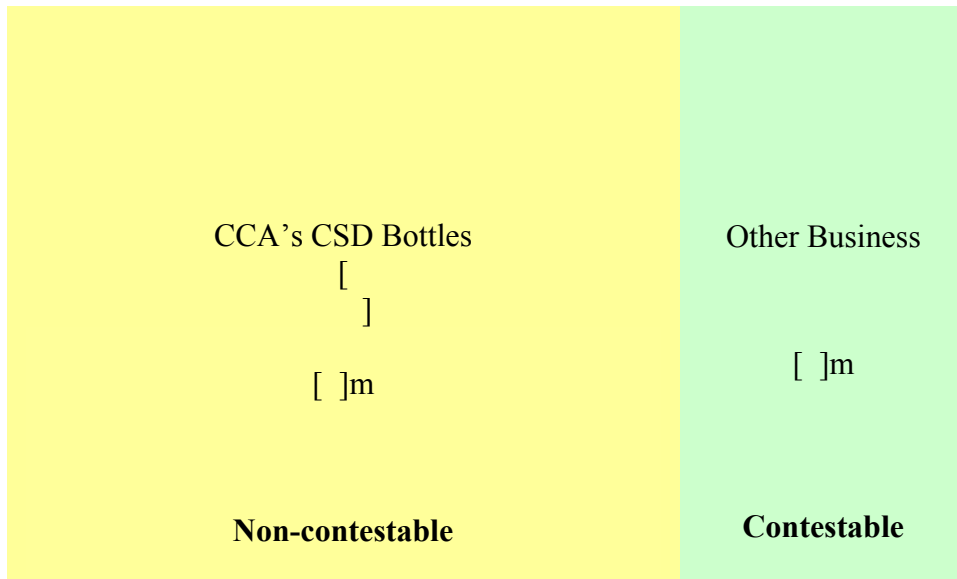 CCA’s CSD Bottles
[
]
[ ]m
Non-contestable
Other Business
[ ]m
Contestable